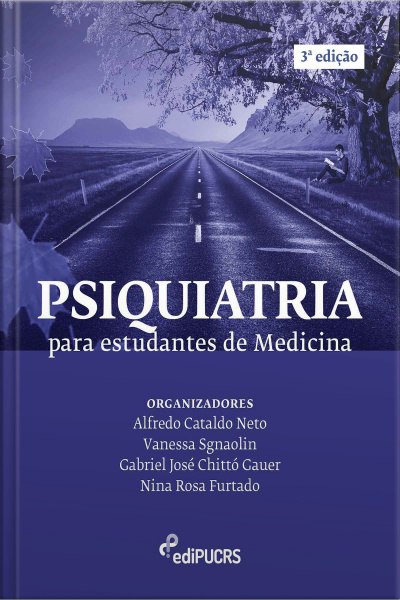 3ª edição
PSIQUIATRIA
para estudantes de Medicina
ORGANIZADORES
Alfredo Cataldo Neto
Vanessa Sgnaolin
Gabriel José Chittó Gauer
Nina Rosa Furtado
ediPUCRS